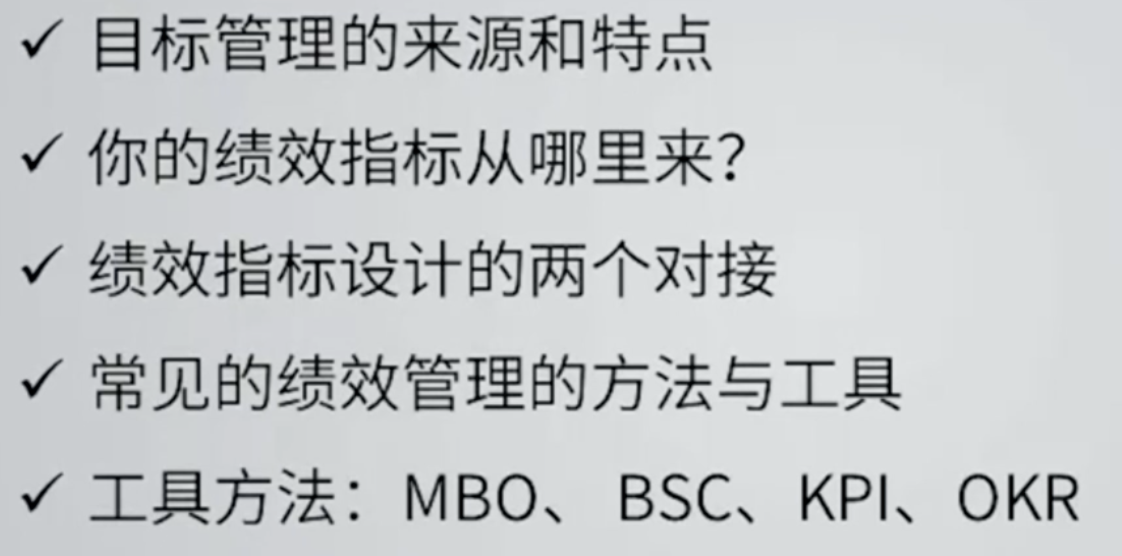 ✓ 目标管理的来源和特点
✓ 你的绩效指标从哪里来？
✓ 绩效指标设计的两个对接
✓ 常见的绩效管理的方法与工具
✓ 工具方法：MBO、 BSC、KPI、OKR